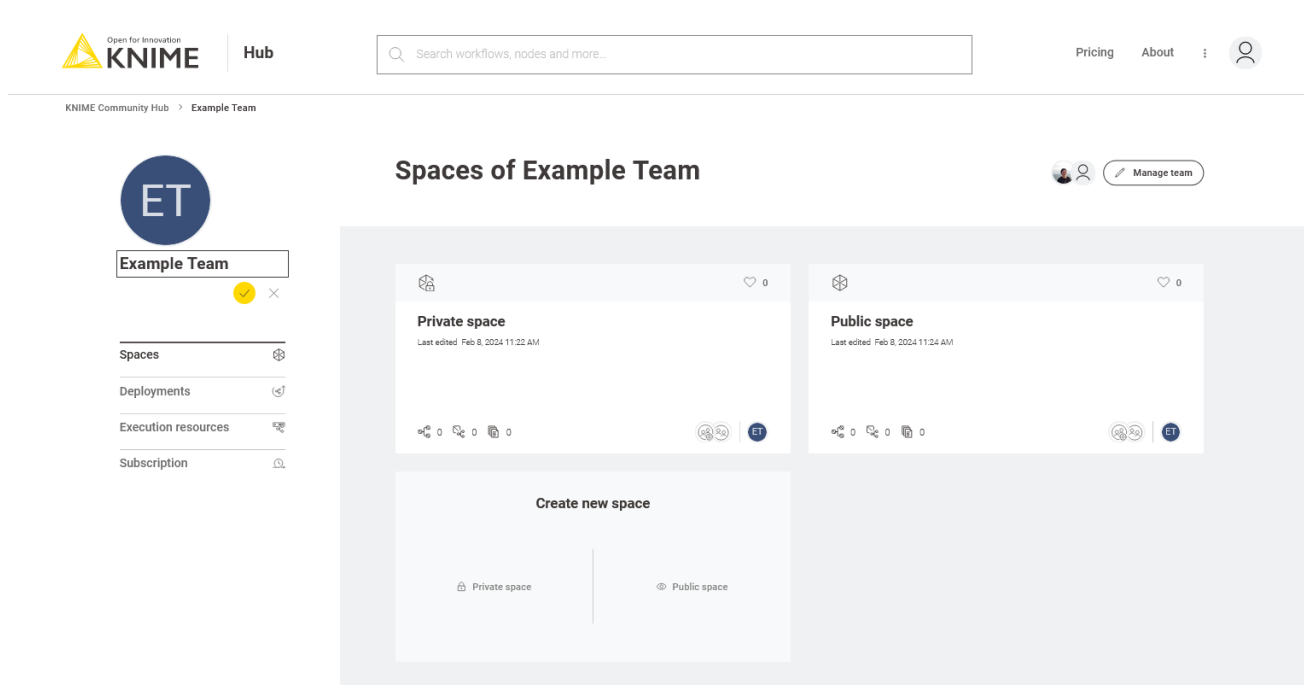 Open for Innovation
KNIME
Hub
Search workflows, nodes and more...
Pricing
About
KNIME Community Hub > Example Team
ET
Example Team
Spaces
Deployments
Execution resources
Subscription
Spaces of Example Team
Manage team
0
Private space
Last edited Feb 8, 2024 11:22 AM
0 0 0
ET
0
Public space
Last edited Feb 8, 2024 11:24 AM
0 0 0
ET
Create new space
Private space
Public space